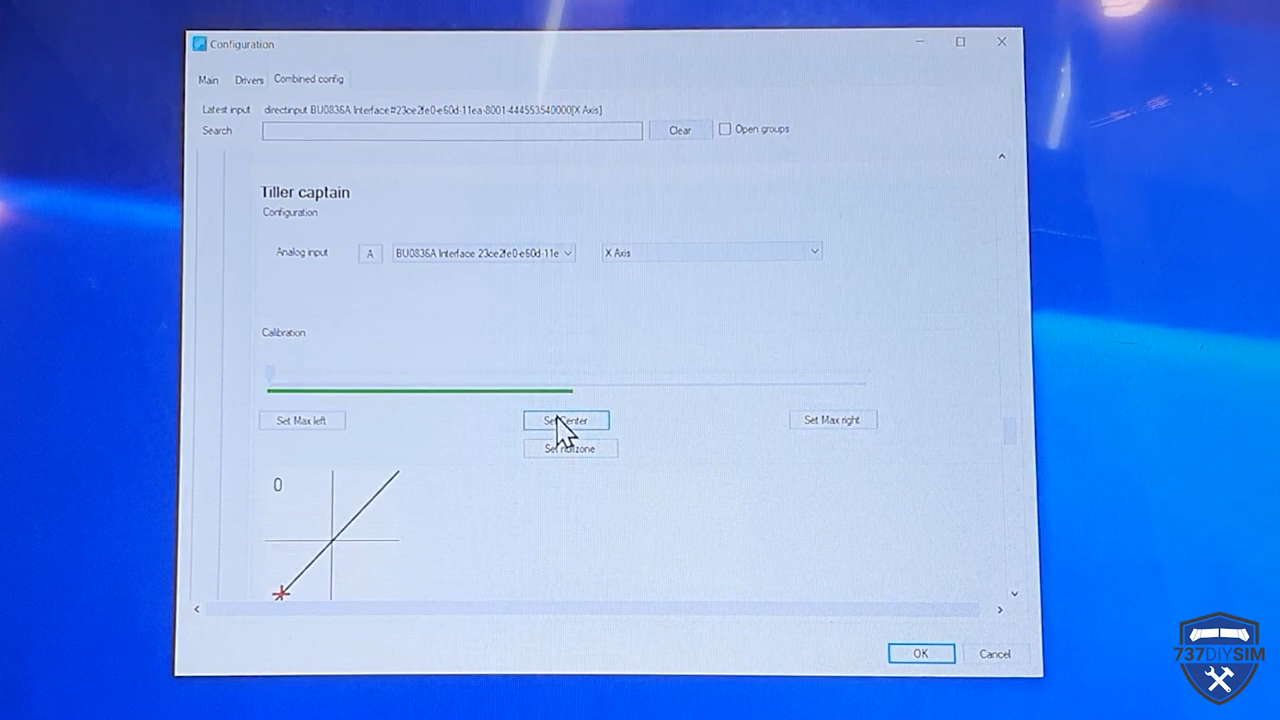 Configuration
Main Drivers Combined config
Latest input directinput BU0836A Interface#23ce2fe0-e60d-11ea-8001-444553540000[X Axis]
Search Clear Open groups
Tiller captain
Configuration
Analog input A BU0836A Interface 23ce2fe0-e60d-11e X Axis
Calibration
Set Max left Set Center Set Max right
Set null zone
0
OK Cancel
737DIYSIM